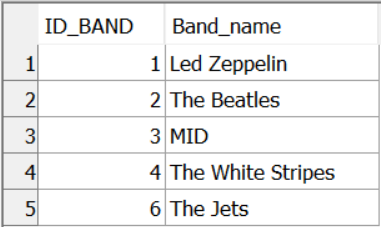 ID_BAND Band_name
1 1 Led Zeppelin
2 2 The Beatles
3 3 MID
4 4 The White Stripes
5 6 The Jets